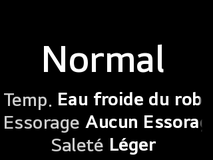 Normal
Temp. Eau froide du rob
Essorage Aucun Essora
Saleté Léger